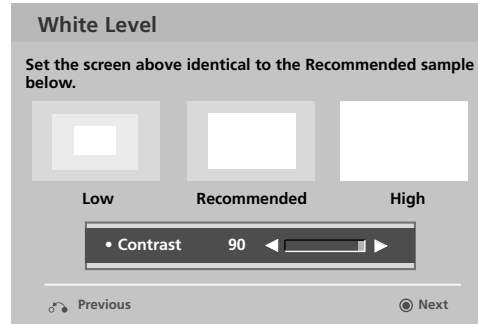 White Level
Set the screen above identical to the Recommended sample
below.
Low Recommended High
• Contrast 90
Previous Next